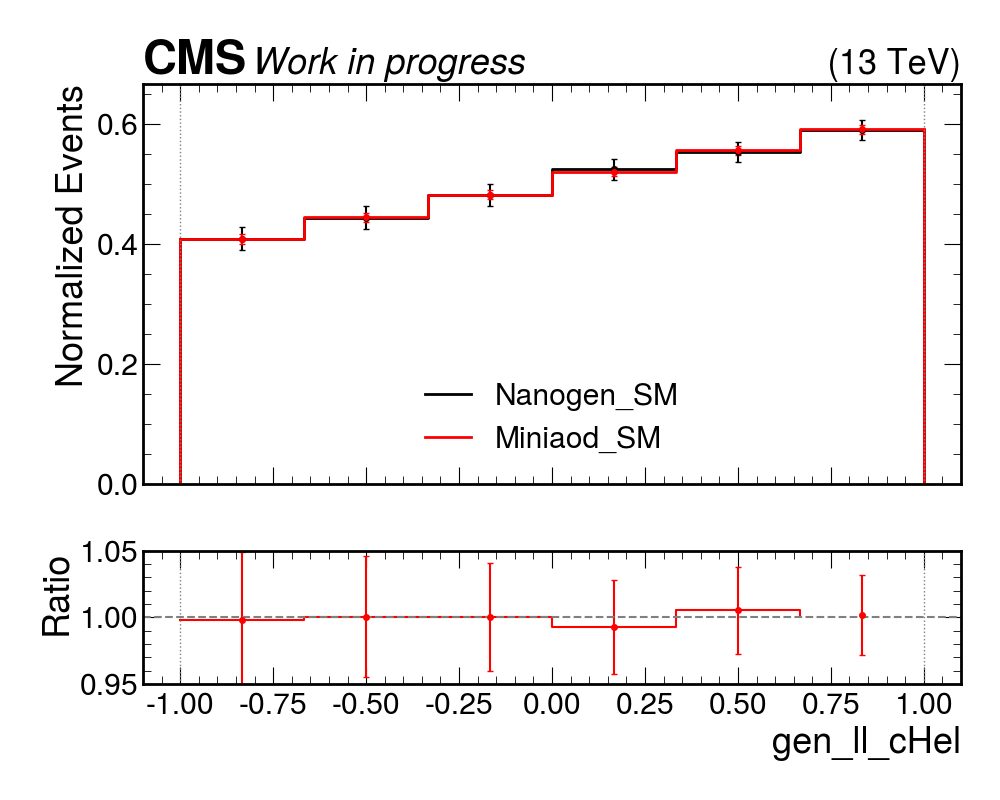 CMS Work in progress (13 TeV)
Normalized Events
0.6
0.4
0.2
0.0
Nanogen_SM
Miniaod_SM
Ratio
1.05
1.00
0.95
-1.00 -0.75 -0.50 -0.25 0.00 0.25 0.50 0.75 1.00
gen_ll_cHel